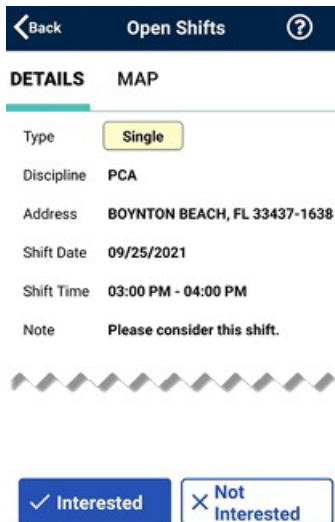 Back Open Shifts ?
DETAILS MAP
Type Single
Discipline PCA
Address BOYNTON BEACH, FL 33437-1638
Shift Date 09/25/2021
Shift Time 03:00 PM - 04:00 PM
Note Please consider this shift.
Interested
Not
Interested